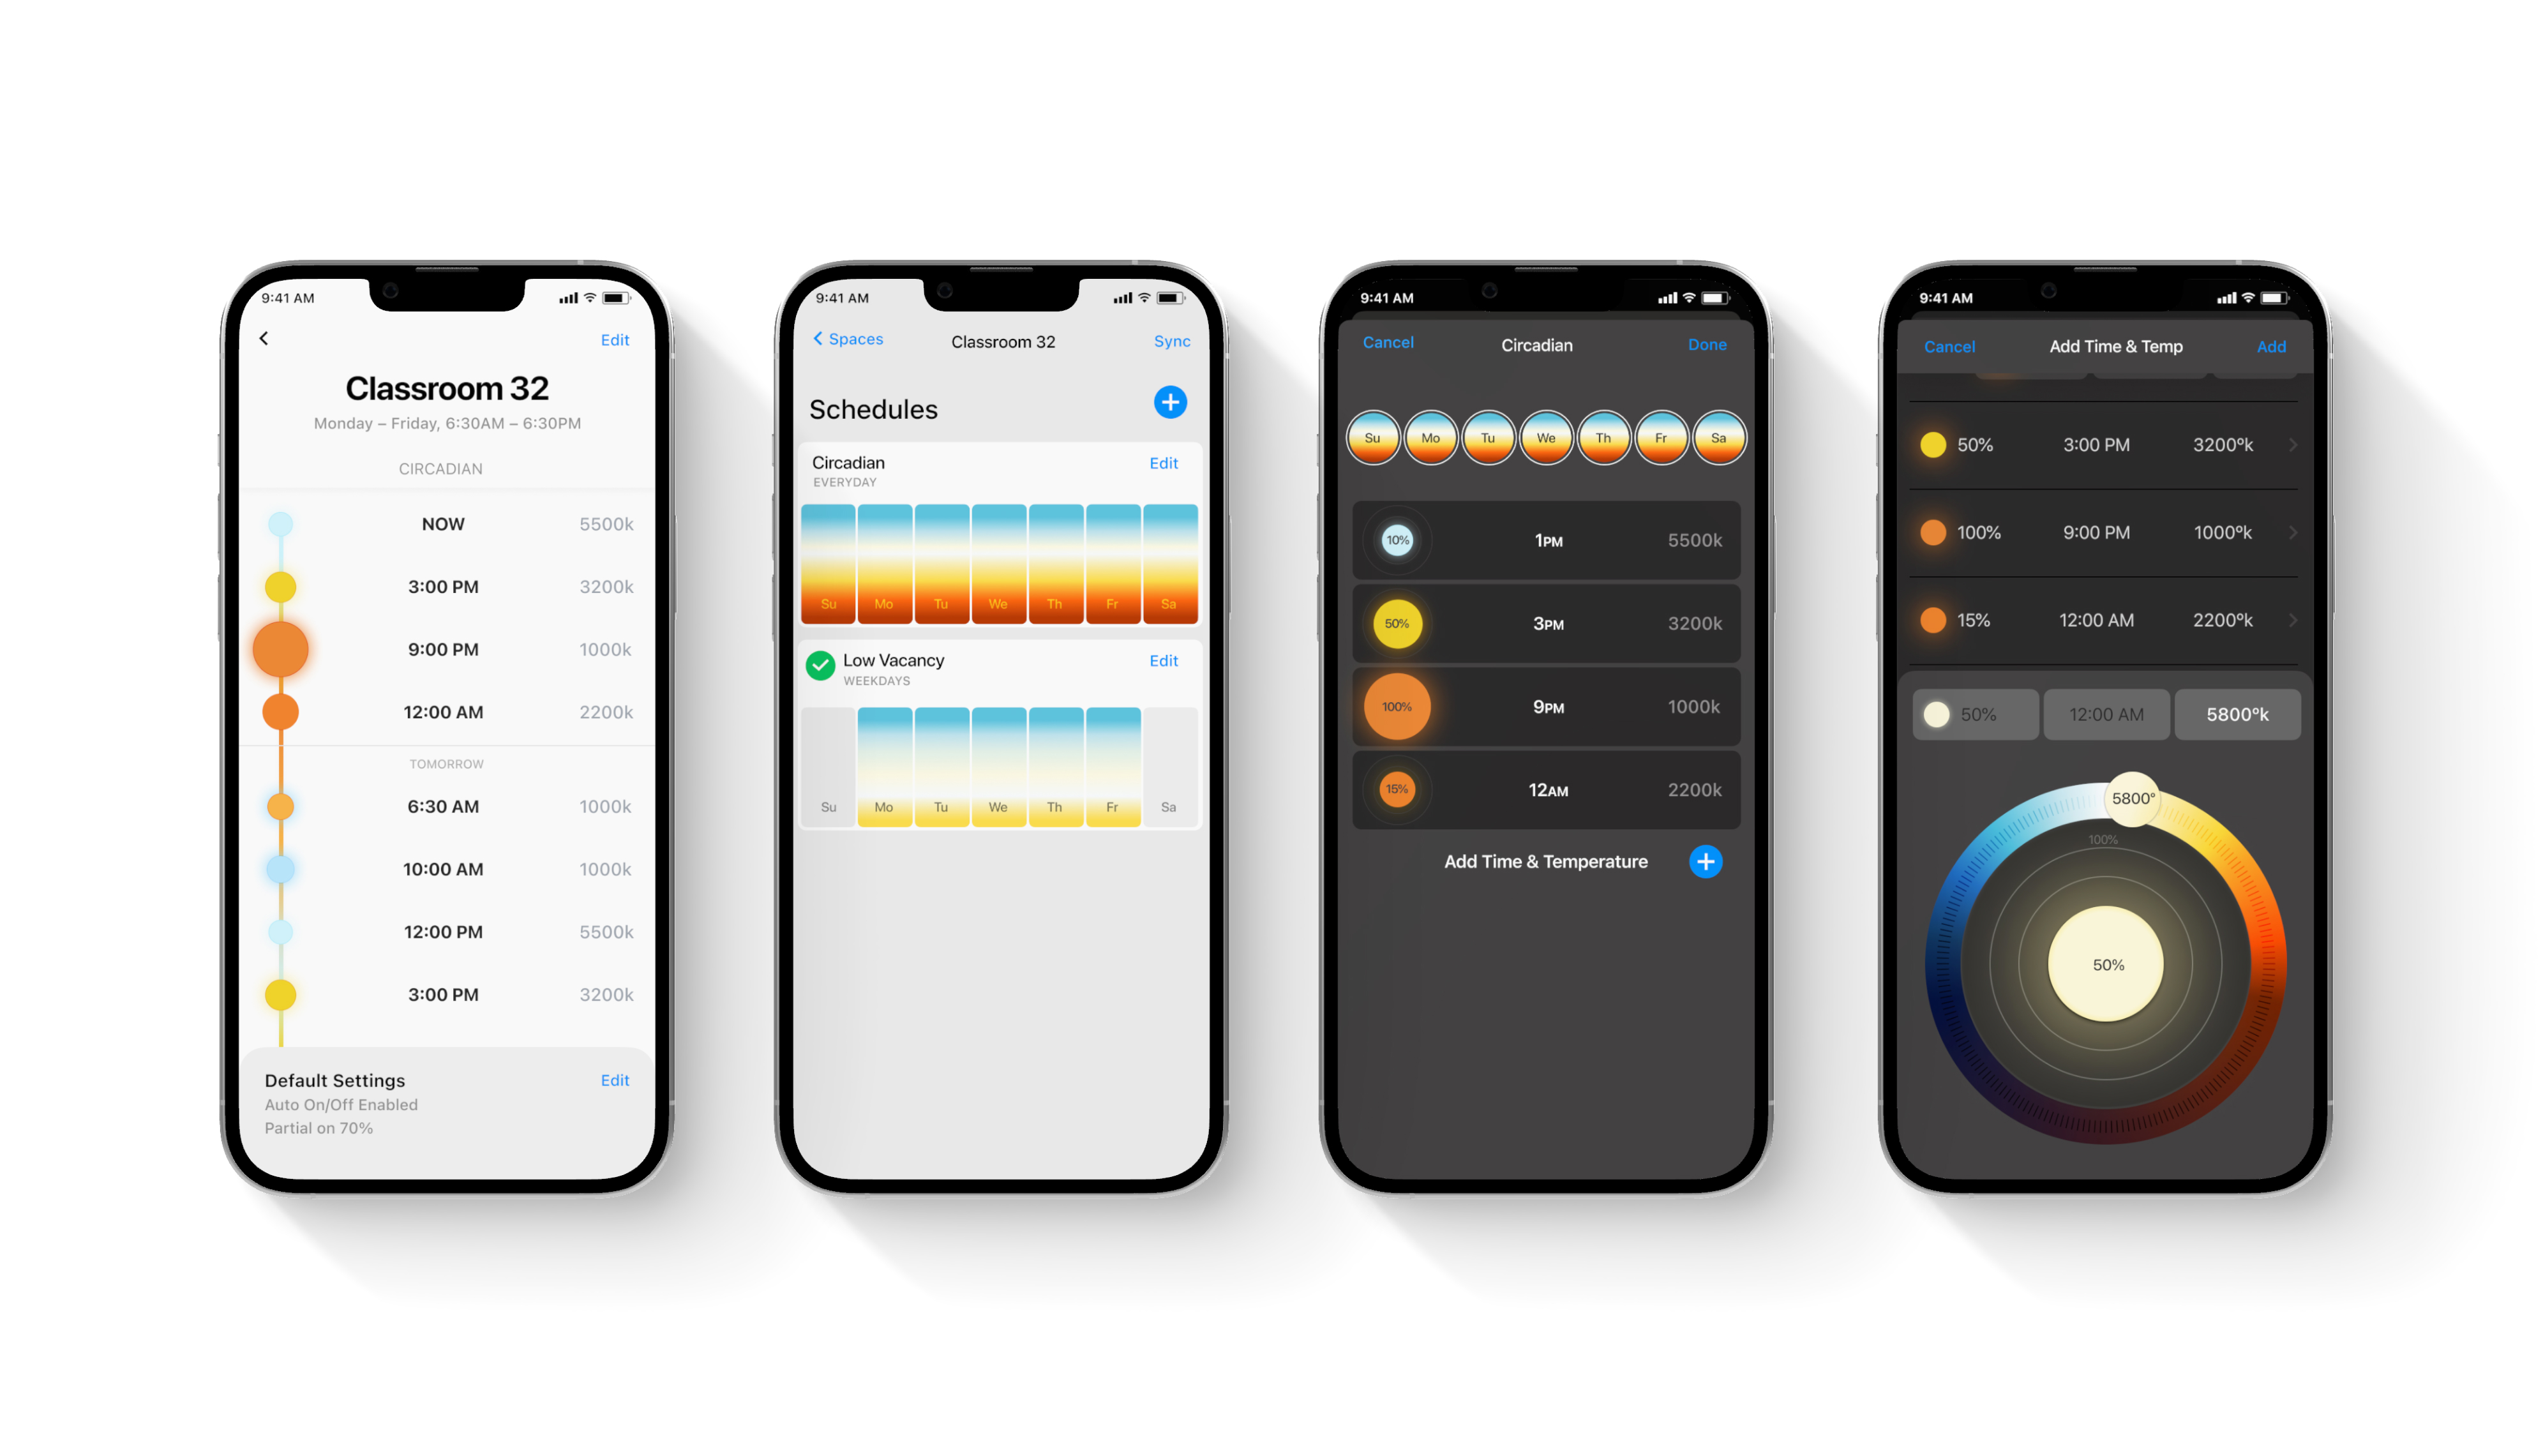 9:41 AM
Edit
Classroom 32
Monday – Friday, 6:30AM – 6:30PM
CIRCADIAN
NOW 5500k
3:00 PM 3200k
9:00 PM 1000k
12:00 AM 2200k
TOMORROW
6:30 AM 1000k
10:00 AM 1000k
12:00 PM 5500k
3:00 PM 3200k
Default Settings Edit
Auto On/Off Enabled
Partial on 70%
9:41 AM
Spaces Classroom 32 Sync
Schedules
Circadian Edit
EVERYDAY
Su Mo Tu We Th Fr Sa
Low Vacancy Edit
WEEKDAYS
Su Mo Tu We Th Fr Sa
9:41 AM
Cancel Circadian Done
Su Mo Tu We Th Fr Sa
10% 1PM 5500k
50% 3PM 3200k
100% 9PM 1000k
15% 12AM 2200k
Add Time & Temperature
9:41 AM
Cancel Add Time & Temp Add
50% 3:00 PM 3200°k
100% 9:00 PM 1000°k
15% 12:00 AM 2200°k
50% 12:00 AM 5800°k
5800°
100%
50%